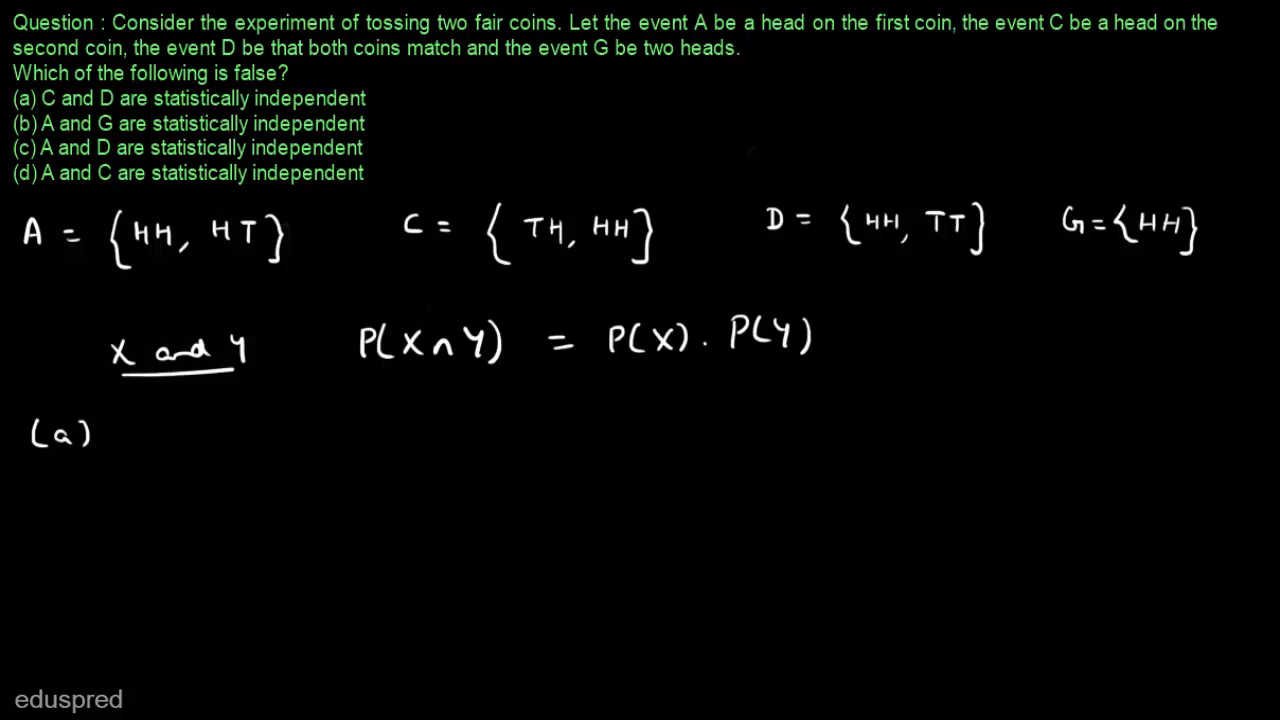 Question : Consider the experiment of tossing two fair coins. Let the event A be a head on the first coin, the event C be a head on the
second coin, the event D be that both coins match and the event G be two heads.
Which of the following is false?
(a) C and D are statistically independent
(b) A and G are statistically independent
(c) A and D are statistically independent
(d) A and C are statistically independent
A = {HH, HT} C = {TH, HH} D = {HH, TT} G = {HH}
X and Y P(X ∩ Y) = P(X) . P(Y)
(a)
eduspred